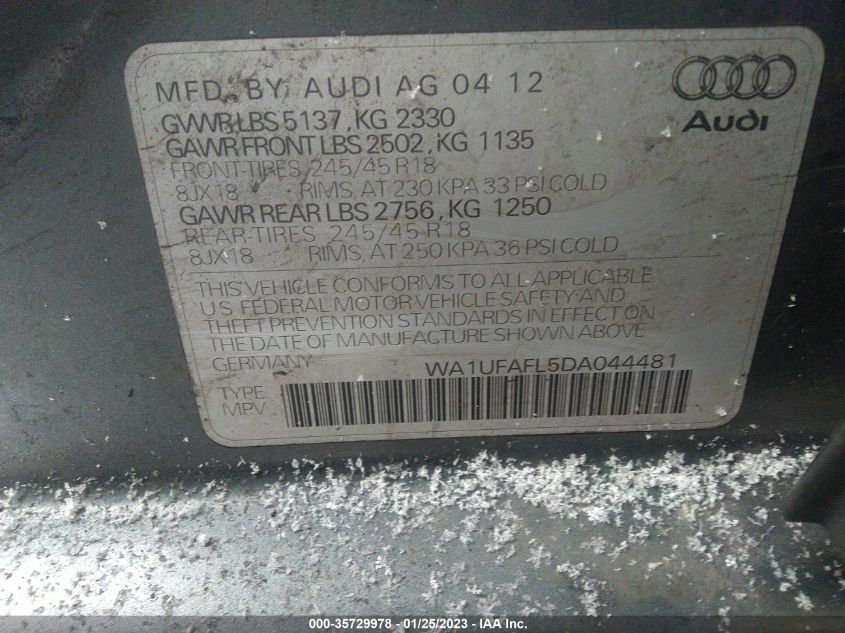 MFD. BY AUDI AG 04 12
GVWR LBS 5137, KG 2330
GAWR FRONT LBS 2502, KG 1135
FRONT-TIRES 245/45 R18
8JX18 RIMS, AT 230 KPA 33 PSI COLD
GAWR REAR LBS 2756, KG 1250
REAR-TIRES 245/45 R18
8JX18 RIMS, AT 250 KPA 36 PSI COLD
Audi
THIS VEHICLE CONFORMS TO ALL APPLICABLE
U.S. FEDERAL MOTOR VEHICLE SAFETY AND
THEFT PREVENTION STANDARDS IN EFFECT ON
THE DATE OF MANUFACTURE SHOWN ABOVE.
GERMANY WA1UFAFL5DA044481
TYPE
MPV
000-35729978 - 01/25/2023 - IAA Inc.